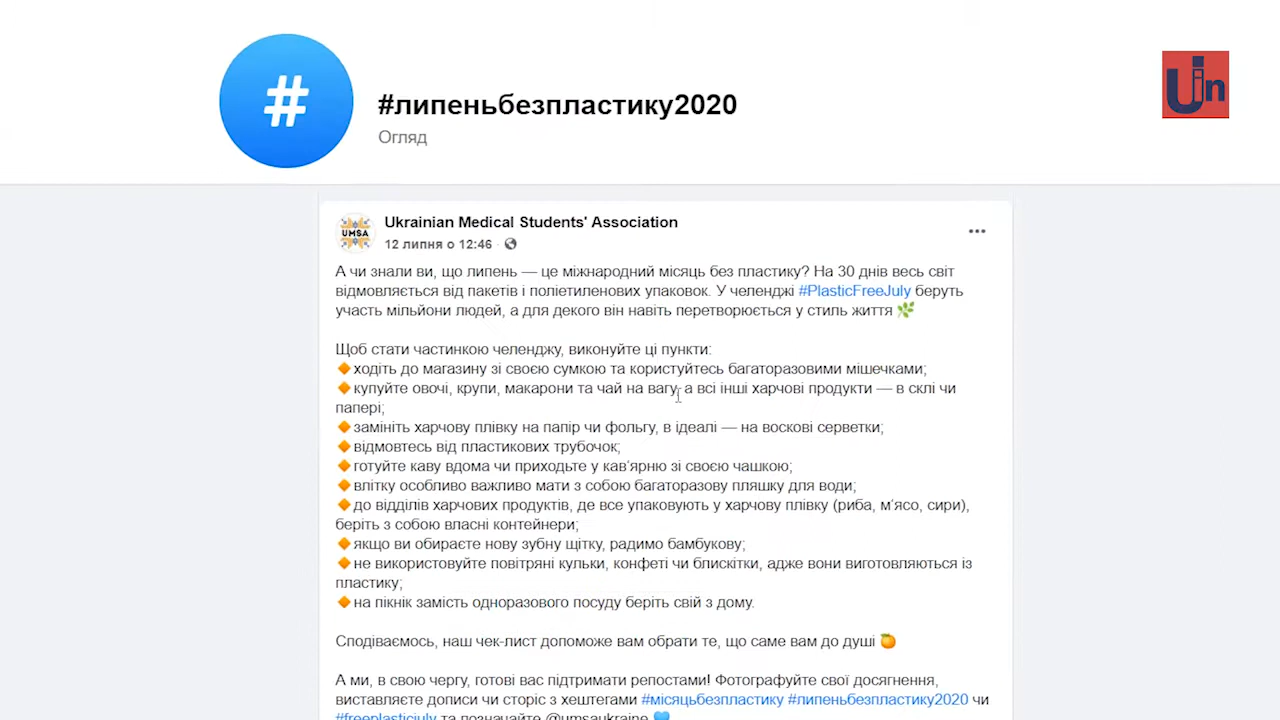 #
#липеньбезпластику2020
Огляд
Uin
UMSA
Ukrainian Medical Students' Association
12 липня о 12:46 ·
А чи знали ви, що липень — це міжнародний місяць без пластику? На 30 днів весь світ
відмовляється від пакетів і поліетиленових упаковок. У челенджі #PlasticFreeJuly беруть
участь мільйони людей, а для декого він навіть перетворюється у стиль життя 🌿
Щоб стати частинкою челенджу, виконуйте ці пункти:
🔶ходіть до магазину зі своєю сумкою та користуйтесь багаторазовими мішечками;
🔶купуйте овочі, крупи, макарони та чай на вагу, а всі інші харчові продукти — в склі чи
папері;
🔶замініть харчову плівку на папір чи фольгу, в ідеалі — на воскові серветки;
🔶відмовтесь від пластикових трубочок;
🔶готуйте каву вдома чи приходьте у кав'ярню зі своєю чашкою;
🔶влітку особливо важливо мати з собою багаторазову пляшку для води;
🔶до відділів харчових продуктів, де все упаковують у харчову плівку (риба, м'ясо, сири),
беріть з собою власні контейнери;
🔶якщо ви обираєте нову зубну щітку, радимо бамбукову;
🔶не використовуйте повітряні кульки, конфеті чи блискітки, адже вони виготовляються із
пластику;
🔶на пікнік замість одноразового посуду беріть свій з дому.
Сподіваємось, наш чек-лист допоможе вам обрати те, що саме вам до душі 🍊
А ми, в свою чергу, готові вас підтримати репостами! Фотографуйте свої досягнення,
виставляєте дописи чи сторіс з хештегами #місяцьбезпластику #липеньбезпластику2020 чи
#freeplasticjuly та позначайте @umsaukraine 💙